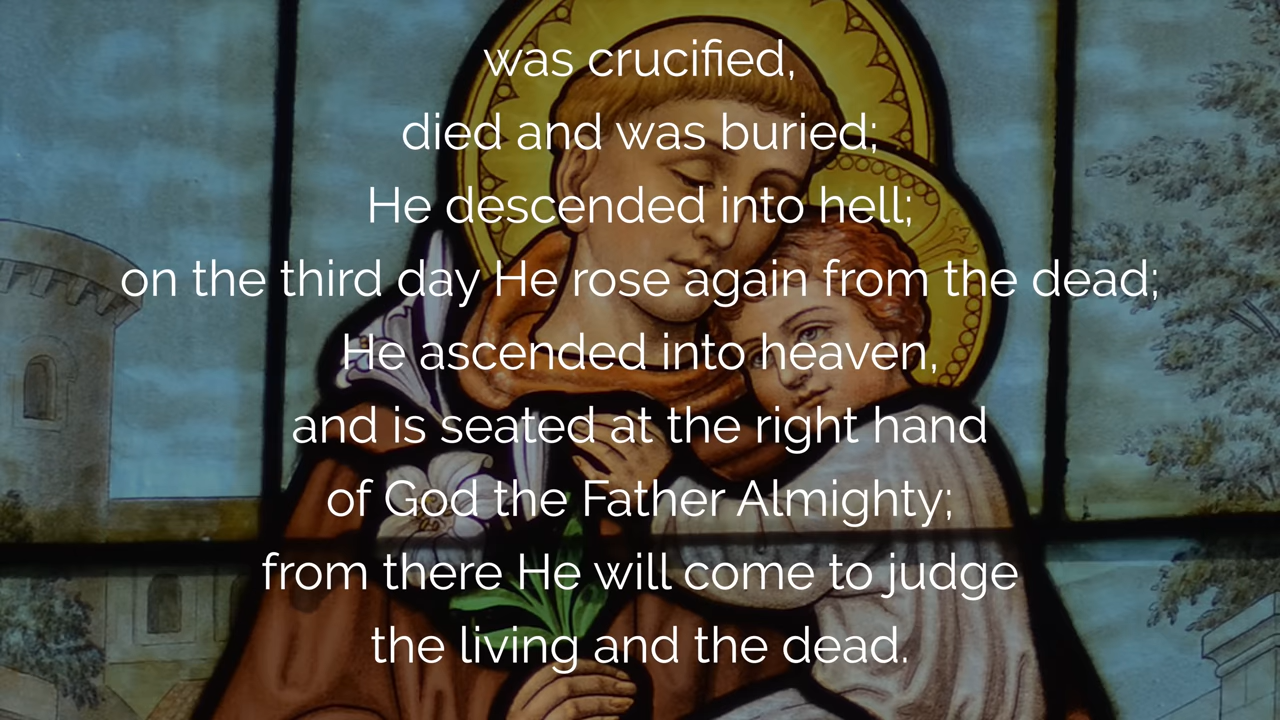 was crucified,
died and was buried;
He descended into hell;
on the third day He rose again from the dead;
He ascended into heaven,
and is seated at the right hand
of God the Father Almighty;
from there He will come to judge
the living and the dead.